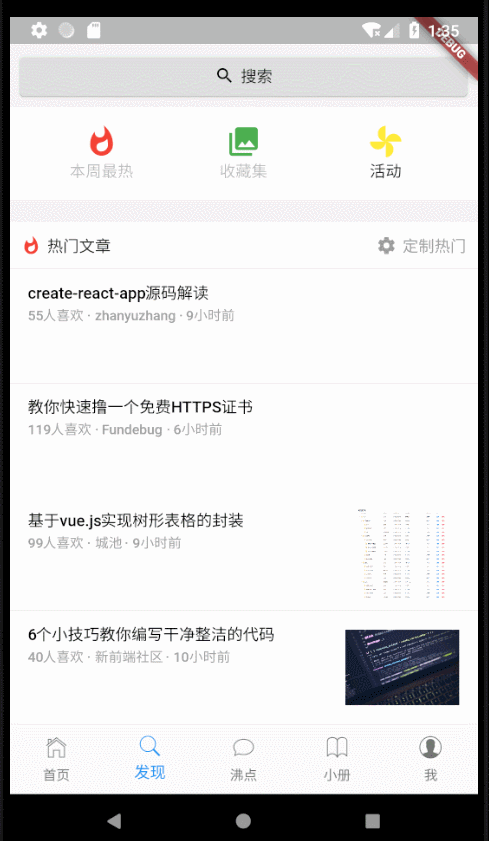 1:35
DEBUG
搜索
本周最热
收藏集
活动
热门文章
定制热门
create-react-app源码解读
55人喜欢 · zhanyuzhang · 9小时前
教你快速撸一个免费HTTPS证书
119人喜欢 · Fundebug · 6小时前
基于vue.js实现树形表格的封装
99人喜欢 · 城池 · 9小时前
6个小技巧教你编写干净整洁的代码
40人喜欢 · 新前端社区 · 10小时前
首页
发现
沸点
小册
我